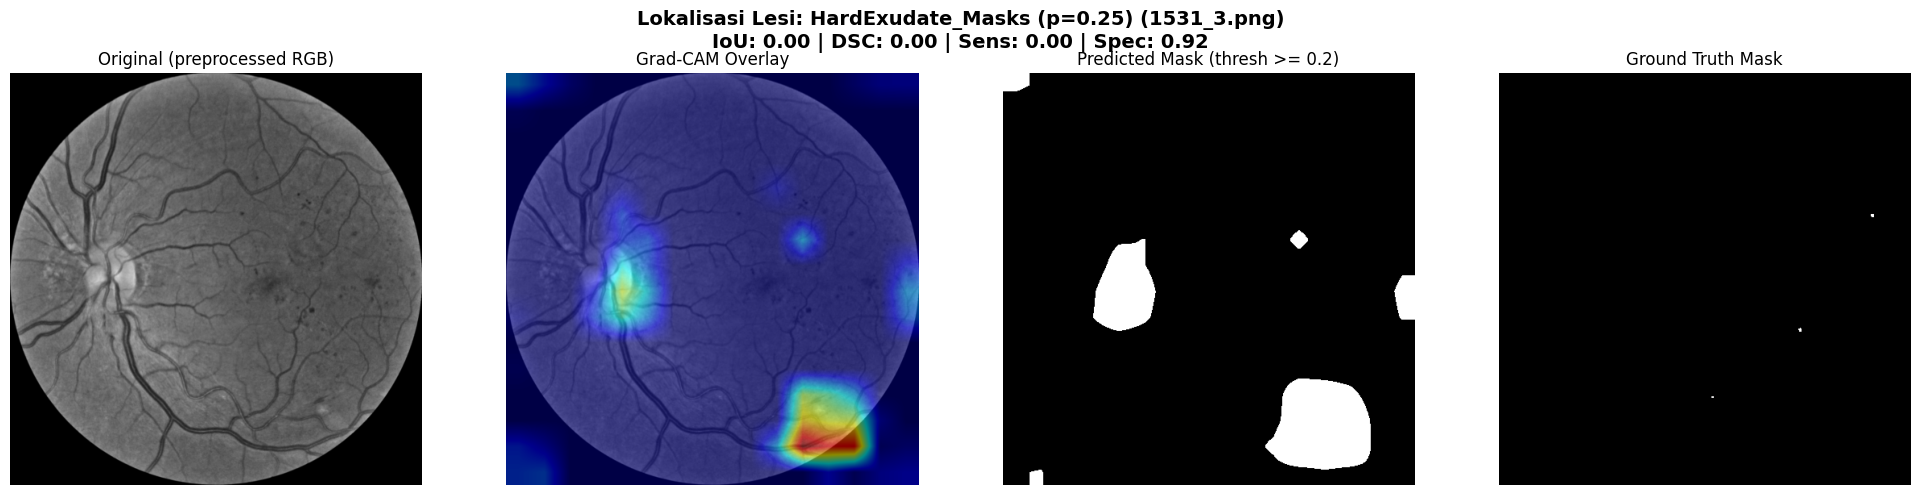 Lokalisasi Lesi: HardExudate_Masks (p=0.25) (1531_3.png)
IoU: 0.00 | DSC: 0.00 | Sens: 0.00 | Spec: 0.92
Original (preprocessed RGB)
Grad-CAM Overlay
Predicted Mask (thresh >= 0.2)
Ground Truth Mask